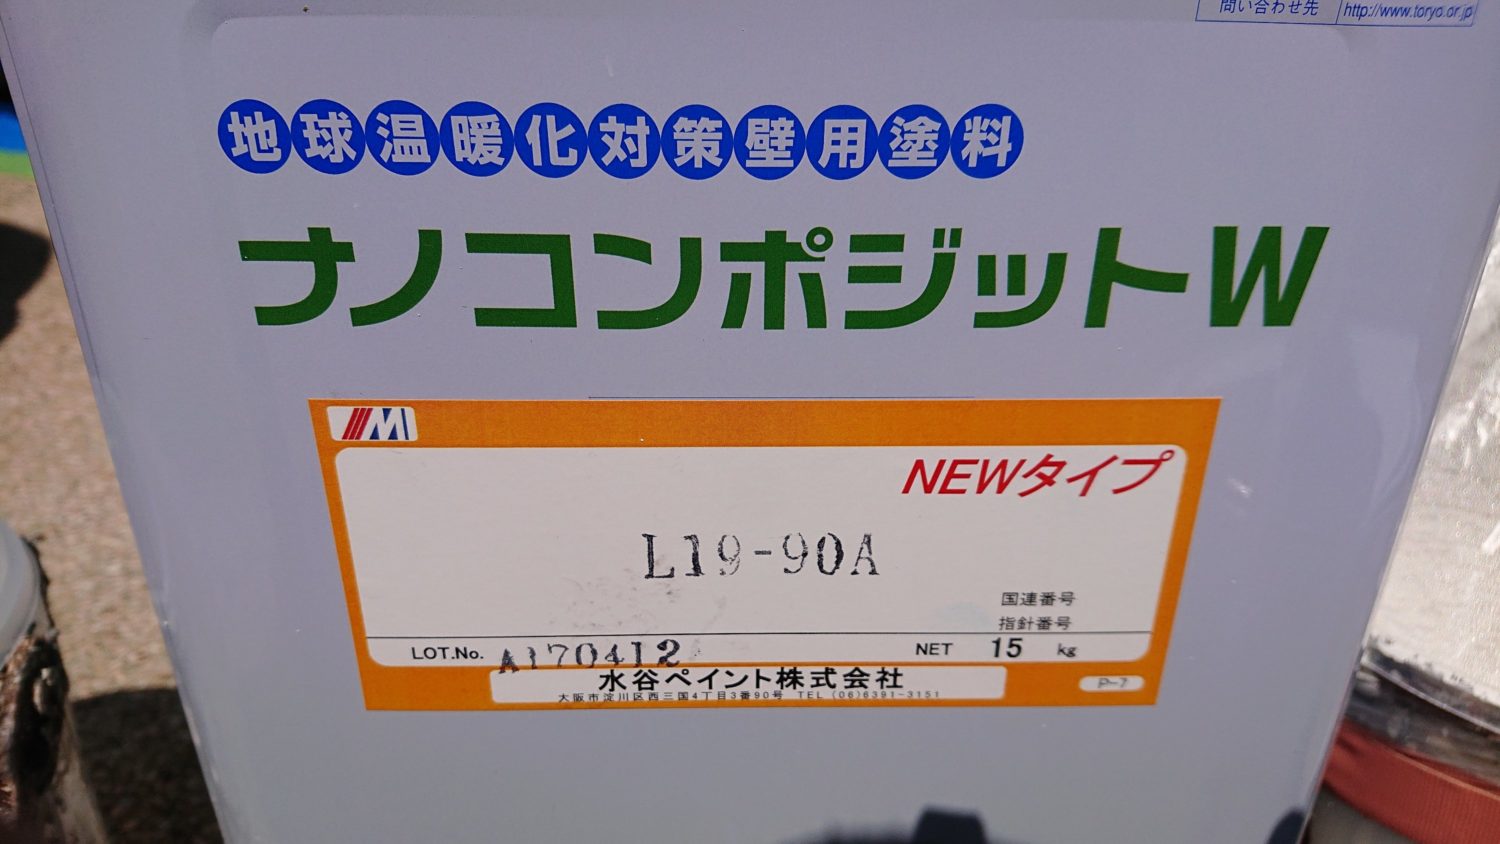 問い合わせ先 http://www.toryo.or.jp
地球温暖化対策壁用塗料
ナノコンポジットW
M
NEWタイプ
L19-90A
国連番号
指針番号
LOT.No. A170412 NET 15 kg
水谷ペイント株式会社
大阪市淀川区西三国4丁目3番90号 TEL (06)6391-3151
P-7